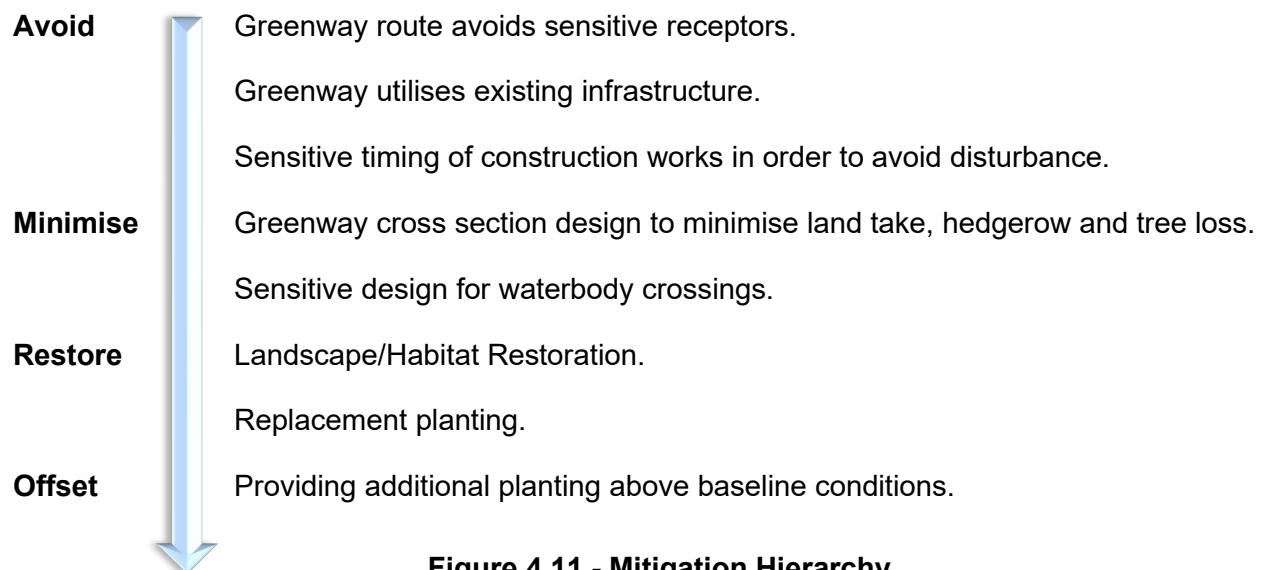 Avoid Greenway route avoids sensitive receptors.
Greenway utilises existing infrastructure.
Sensitive timing of construction works in order to avoid disturbance.
Minimise Greenway cross section design to minimise land take, hedgerow and tree loss.
Sensitive design for waterbody crossings.
Restore Landscape/Habitat Restoration.
Replacement planting.
Offset Providing additional planting above baseline conditions.
Figure 4.11 - Mitigation Hierarchy